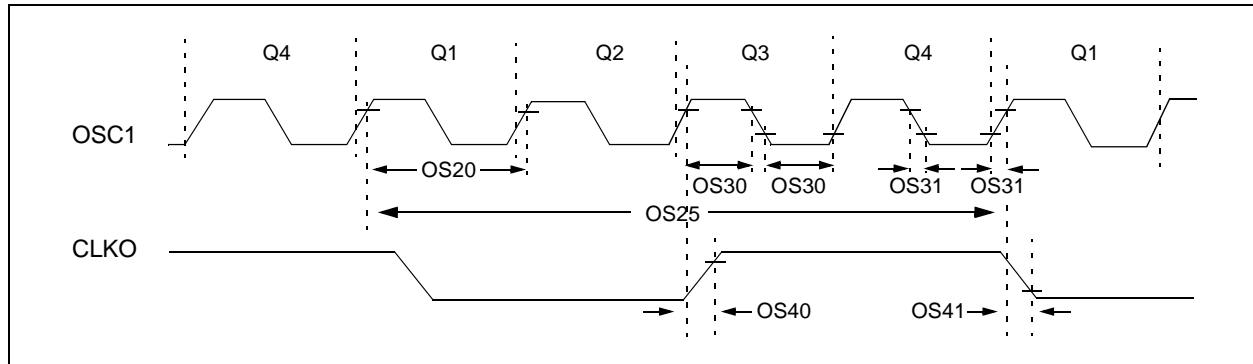 Q4 Q1 Q2 Q3 Q4 Q1
OSC1
OS20
OS30 OS30
OS31 OS31
OS25
CLKO
OS40
OS41